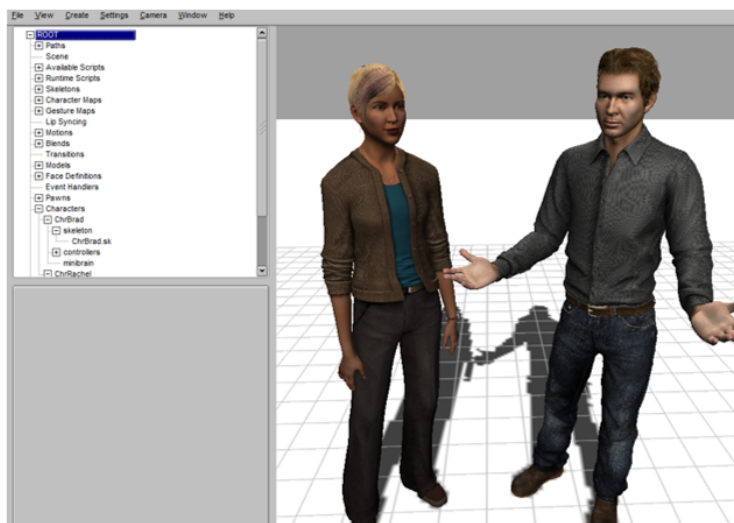 File View Create Settings Camera Window Help
ROOT
Paths
Scene
Available Scripts
Runtime Scripts
Skeletons
Character Maps
Gesture Maps
Lip Syncing
Motions
Blends
Transitions
Models
Face Definitions
Event Handlers
Pawns
Characters
ChrBrad
skeleton
ChrBrad.sk
controllers
minibrain
ChrRachel